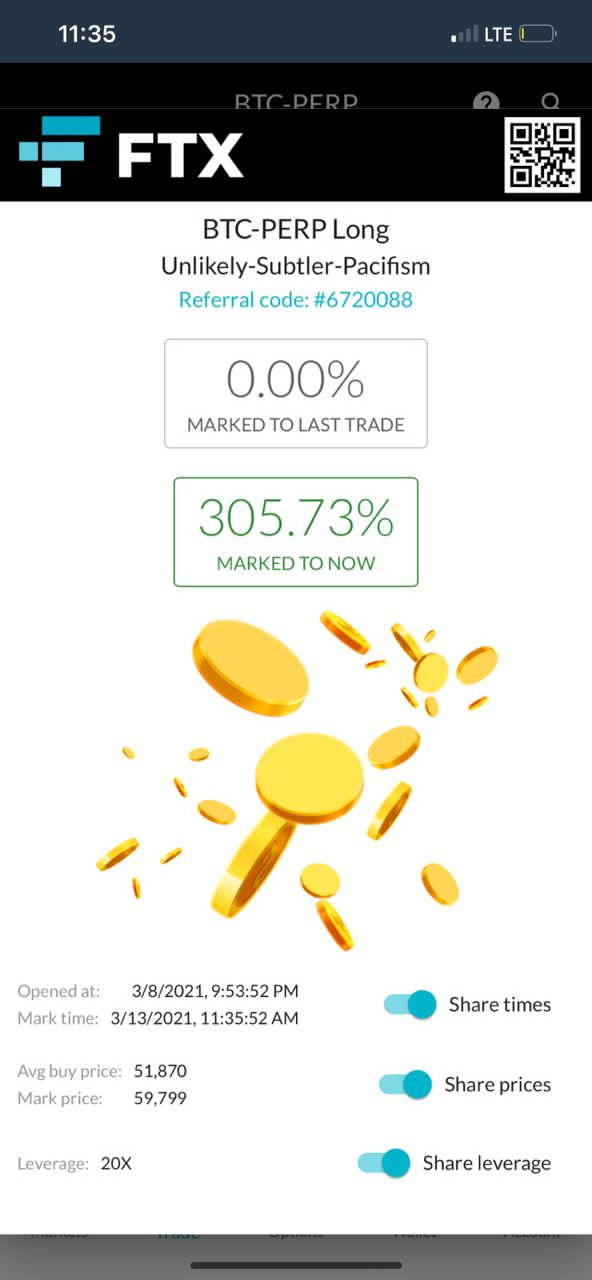 11:35
LTE
BTC-PERP
FTX
BTC-PERP Long
Unlikely-Subtler-Pacifism
Referral code: #6720088
0.00%
MARKED TO LAST TRADE
305.73%
MARKED TO NOW
Opened at: 3/8/2021, 9:53:52 PM
Mark time: 3/13/2021, 11:35:52 AM
Share times
Avg buy price: 51,870
Mark price: 59,799
Share prices
Leverage: 20X
Share leverage